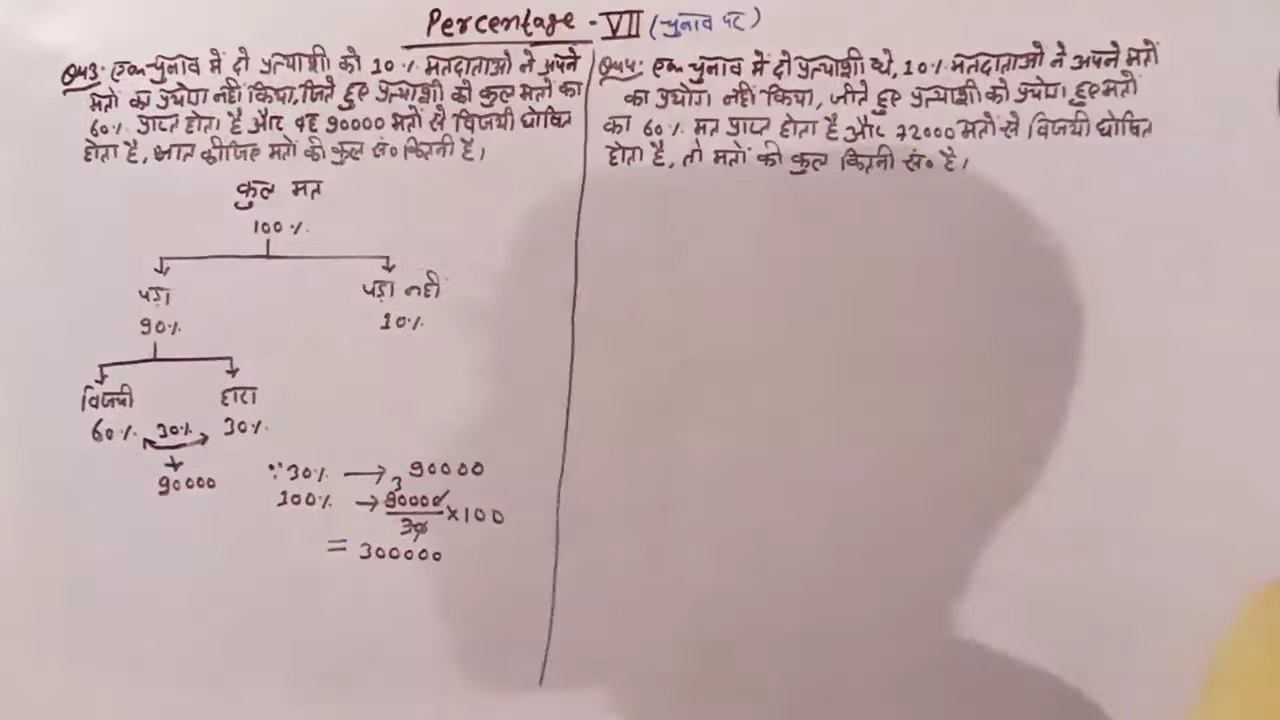 Percentage - VII (चुनाव पर)
Q43. एक चुनाव में दो प्रत्याशी को 10% मतदाताओ ने अपने
मतों का प्रयोग नहीं किया, जिते हुए प्रत्याशी को कुल मतों का
60% प्राप्त होता है और वह 90000 मतों से विजयी घोषित
होता है, ज्ञात कीजिए मतों की कुल सं० कितनी है।
कुल मत
100%
पड़ा पड़ा नहीं
90% 10%
विजयी हारा
60% 30% 30%
90000
∵ 30% → 90000
100% → 90000/30 × 100
= 300000
Q44. एक चुनाव में दो प्रत्याशी थे, 10% मतदाताओ ने अपने मतों
का प्रयोग नहीं किया, जीते हुए प्रत्याशी को प्रयोग हुए मतों
का 60% मत प्राप्त होता है और 72000 मतों से विजयी घोषित
होता है, तो मतों की कुल कितनी सं० है।